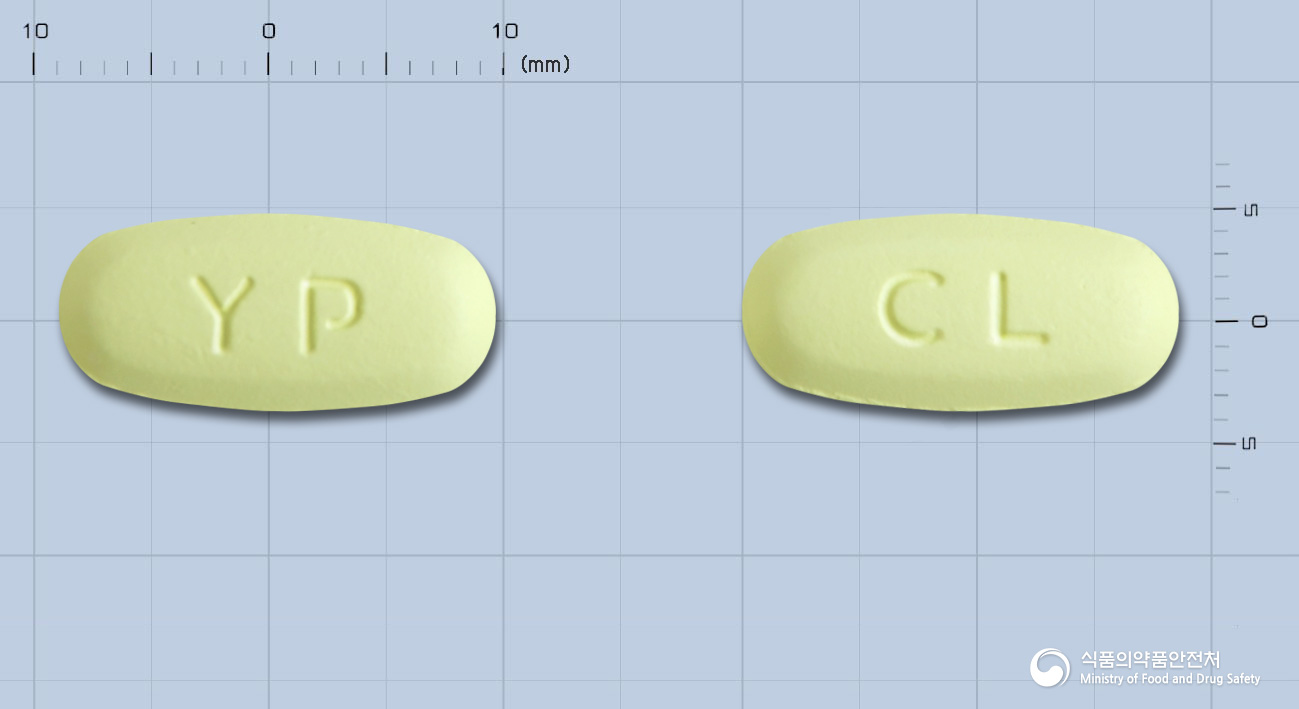 10 0 10
(mm)
YP
CL
5
0
5
식품의약품안전처
Ministry of Food and Drug Safety